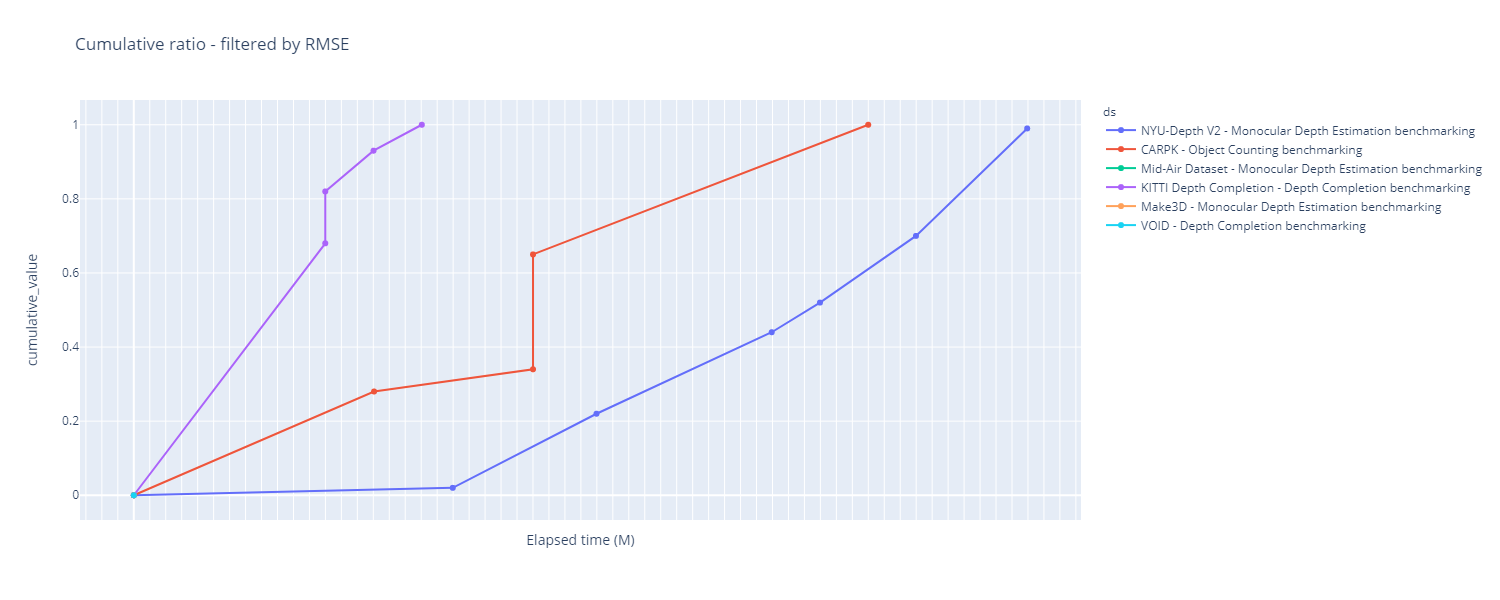 Cumulative ratio - filtered by RMSE
ds
NYU-Depth V2 - Monocular Depth Estimation benchmarking
CARPK - Object Counting benchmarking
Mid-Air Dataset - Monocular Depth Estimation benchmarking
KITTI Depth Completion - Depth Completion benchmarking
Make3D - Monocular Depth Estimation benchmarking
VOID - Depth Completion benchmarking
1
0.8
0.6
0.4
0.2
0
cumulative_value
Elapsed time (M)